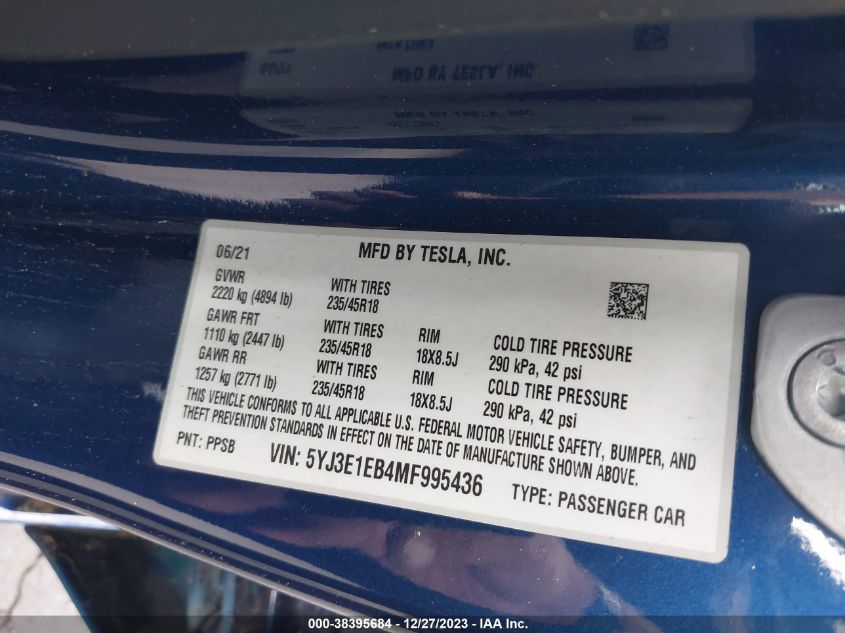 06/21 MFD BY TESLA, INC.
GVWR WITH TIRES
2220 kg (4894 lb) 235/45R18
GAWR FRT WITH TIRES RIM COLD TIRE PRESSURE
1110 kg (2447 lb) 235/45R18 18X8.5J 290 kPa, 42 psi
GAWR RR WITH TIRES RIM COLD TIRE PRESSURE
1257 kg (2771 lb) 235/45R18 18X8.5J 290 kPa, 42 psi
THIS VEHICLE CONFORMS TO ALL APPLICABLE U.S. FEDERAL MOTOR VEHICLE SAFETY, BUMPER, AND
THEFT PREVENTION STANDARDS IN EFFECT ON THE DATE OF MANUFACTURE SHOWN ABOVE.
PNT: PPSB VIN: 5YJ3E1EB4MF995436 TYPE: PASSENGER CAR
000-38395684 - 12/27/2023 - IAA Inc.